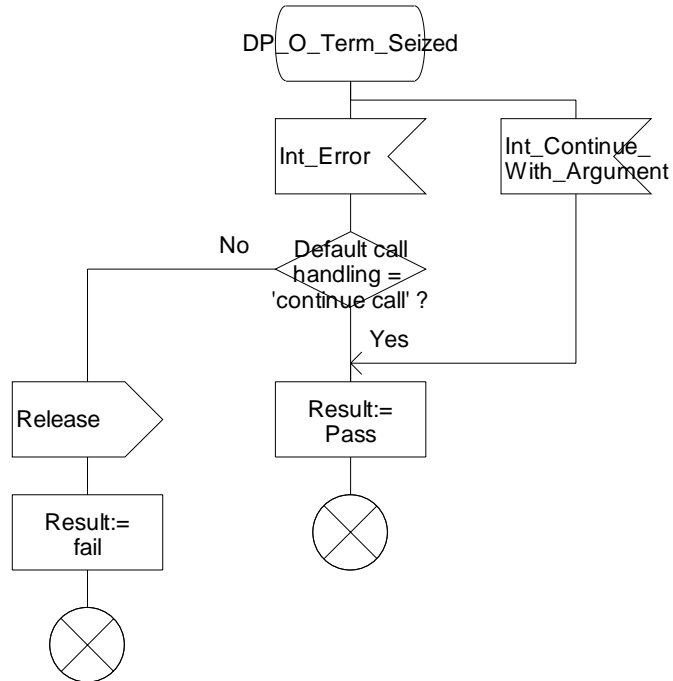 DP_O_Term_Seized
Int_Error
Int_Continue_
With_Argument
No
Default call
handling =
'continue call' ?
Yes
Release
Result:=
Pass
Result:=
fail